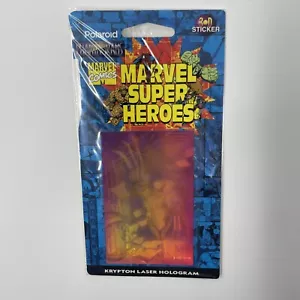 Polaroid
STICKER
MARVEL
COMICS
MARVEL
SUPER
HEROES
KRYPTON LASER HOLOGRAM